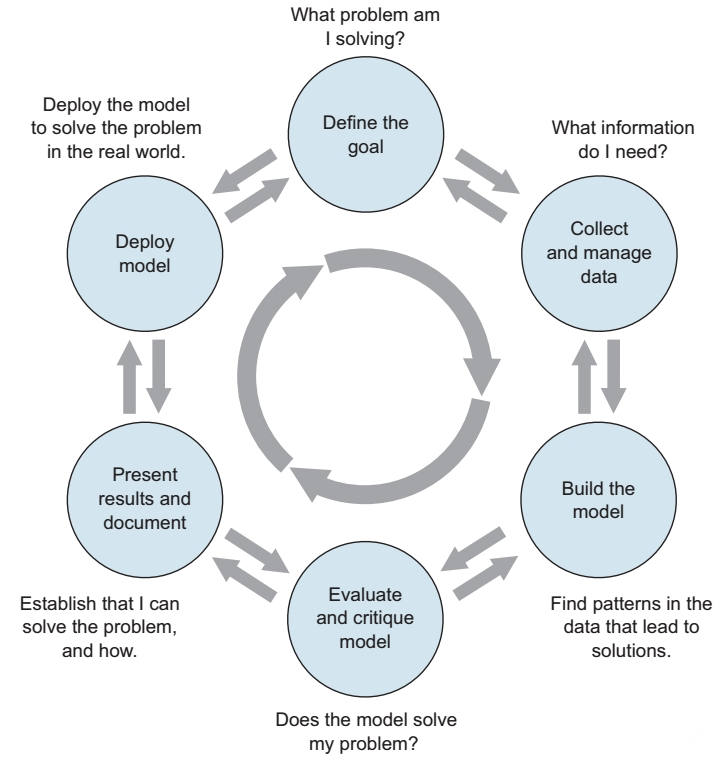 What problem am
I solving?
Define the
goal
Deploy the model
to solve the problem
in the real world.
What information
do I need?
Deploy
model
Collect
and manage
data
Present
results and
document
Build the
model
Evaluate
and critique
model
Establish that I can
solve the problem,
and how.
Find patterns in the
data that lead to
solutions.
Does the model solve
my problem?